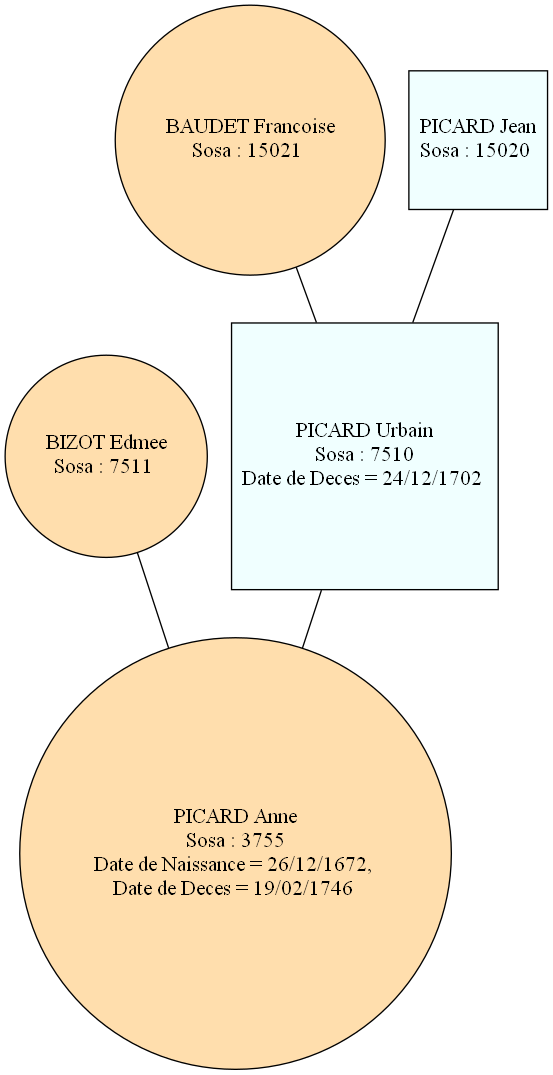 BAUDET Francoise
Sosa : 15021
PICARD Jean
Sosa : 15020
BIZOT Edmee
Sosa : 7511
PICARD Urbain
Sosa : 7510
Date de Deces = 24/12/1702
PICARD Anne
Sosa : 3755
Date de Naissance = 26/12/1672,
Date de Deces = 19/02/1746